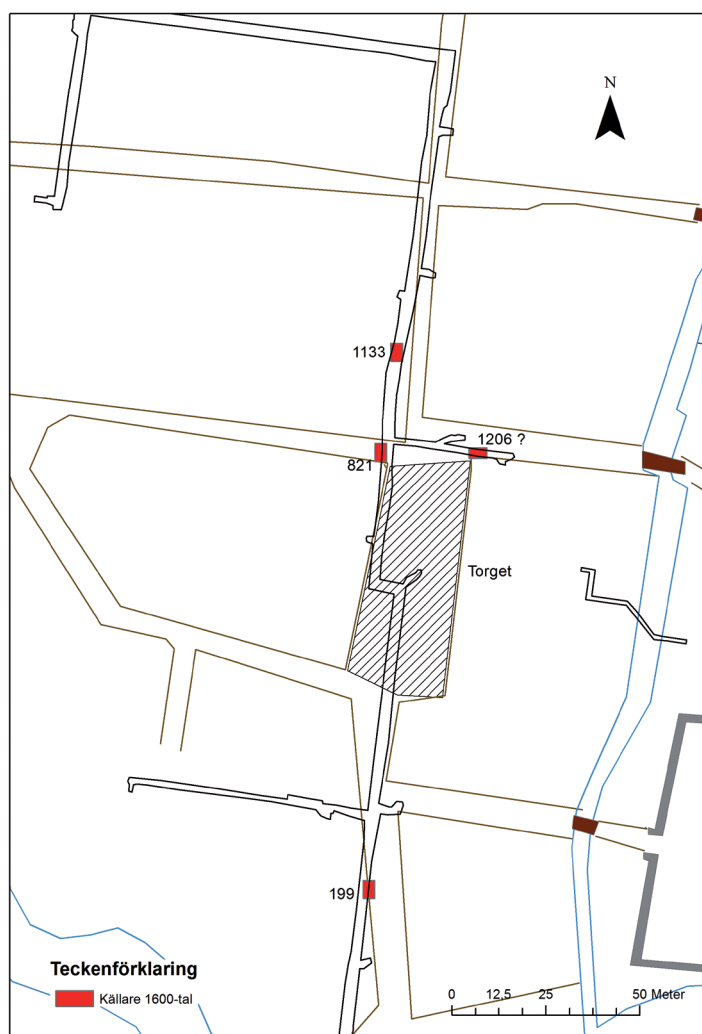 N
1133
1206 ?
821
Torget
199
Teckenförklaring
Källare 1600-tal
0 12,5 25 50 Meter